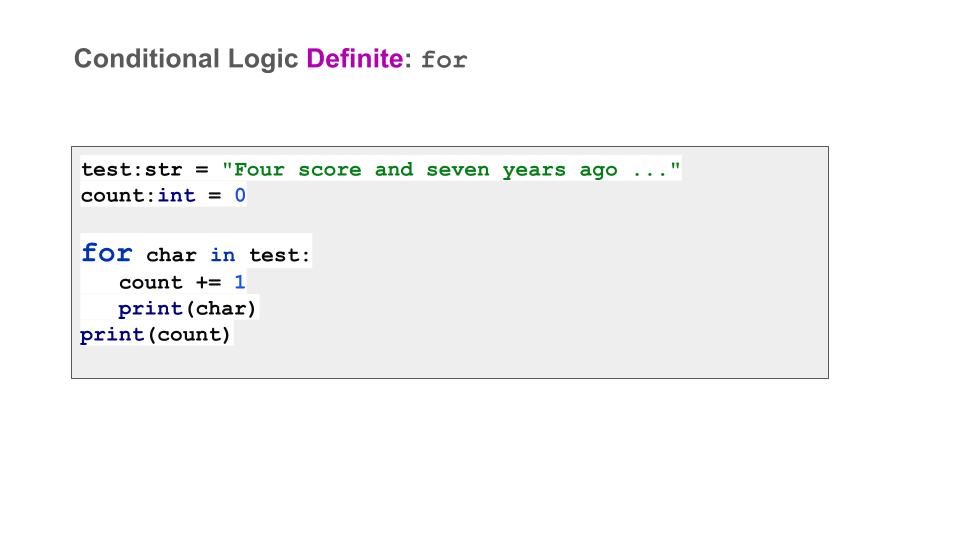 Conditional Logic Definite: for
test:str = "Four score and seven years ago ..."
count:int = 0
for char in test:
   count += 1
   print(char)
print(count)